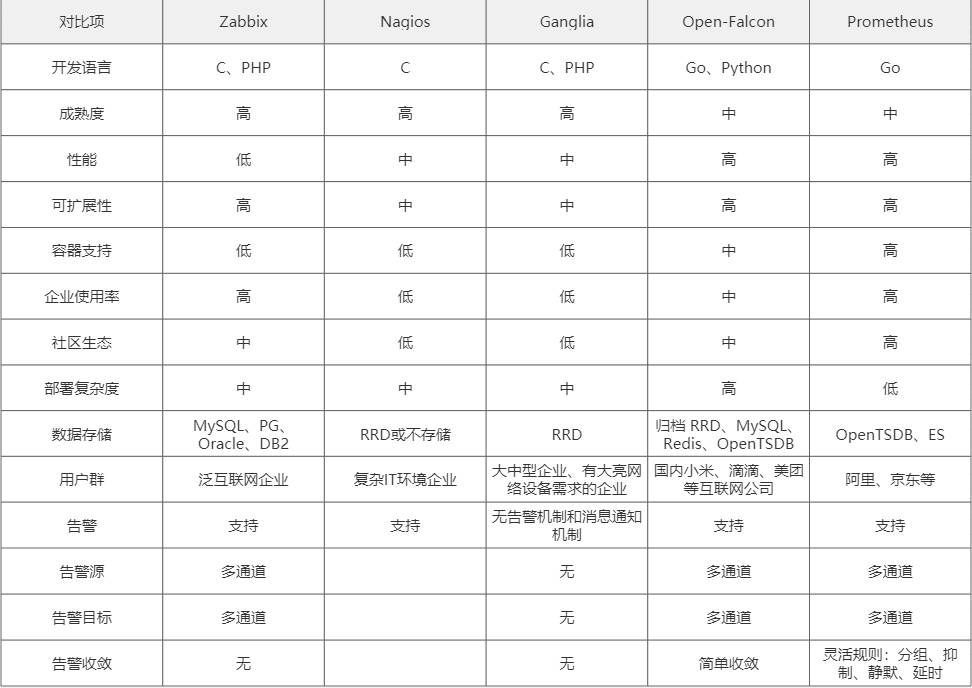 对比项 Zabbix Nagios Ganglia Open-Falcon Prometheus
开发语言 C、PHP C C、PHP Go、Python Go
成熟度 高 高 高 中 中
性能 低 中 中 高 高
可扩展性 高 中 中 高 高
容器支持 低 低 低 中 高
企业使用率 高 低 低 中 高
社区生态 中 低 低 中 高
部署复杂度 中 中 中 高 低
数据存储
MySQL、PG、
Oracle、DB2
RRD或不存储
RRD
归档 RRD、MySQL、
Redis、OpenTSDB
OpenTSDB、ES
用户群
泛互联网企业
复杂IT环境企业
大中型企业、有大亮网
络设备需求的企业
国内小米、滴滴、美团
等互联网公司
阿里、京东等
告警
支持
支持
无告警机制和消息通知
机制
支持
支持
告警源 多通道 无 多通道 多通道
告警目标 多通道 无 多通道 多通道
告警收敛
无
无
简单收敛
灵活规则：分组、抑
制、静默、延时